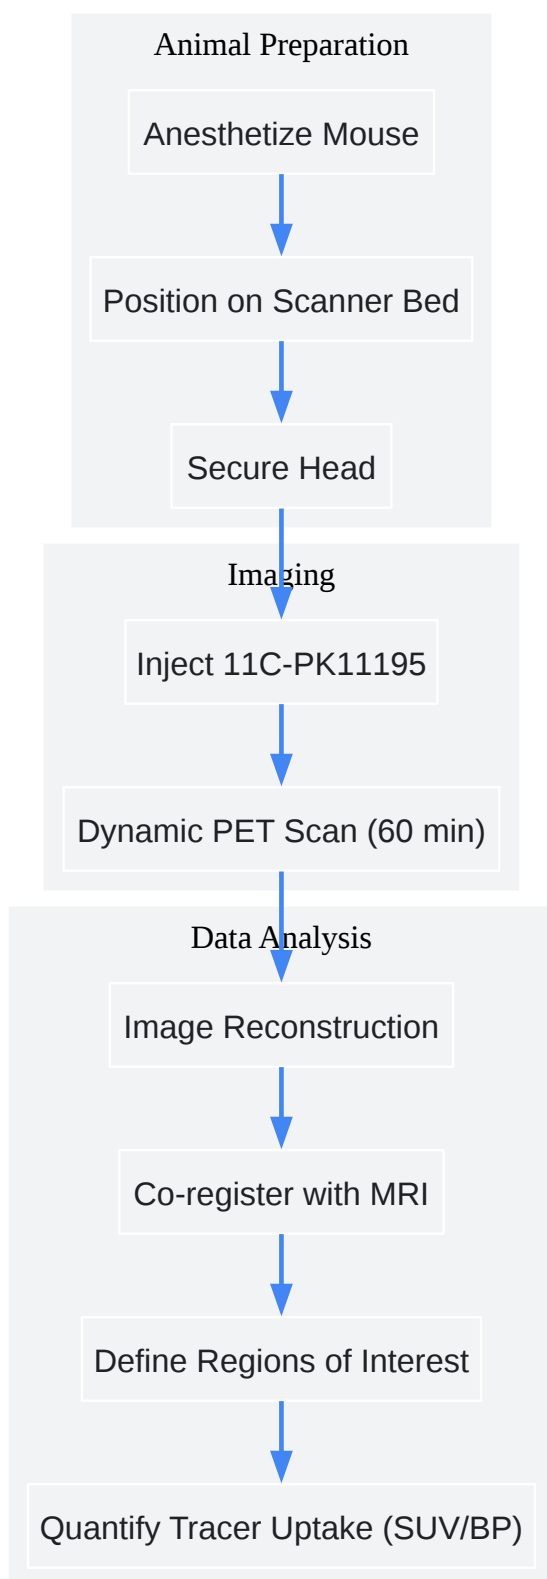 Animal Preparation
Anesthetize Mouse
Position on Scanner Bed
Secure Head
Imaging
Inject 11C-PK11195
Dynamic PET Scan (60 min)
Data Analysis
Image Reconstruction
Co-register with MRI
Define Regions of Interest
Quantify Tracer Uptake (SUV/BP)